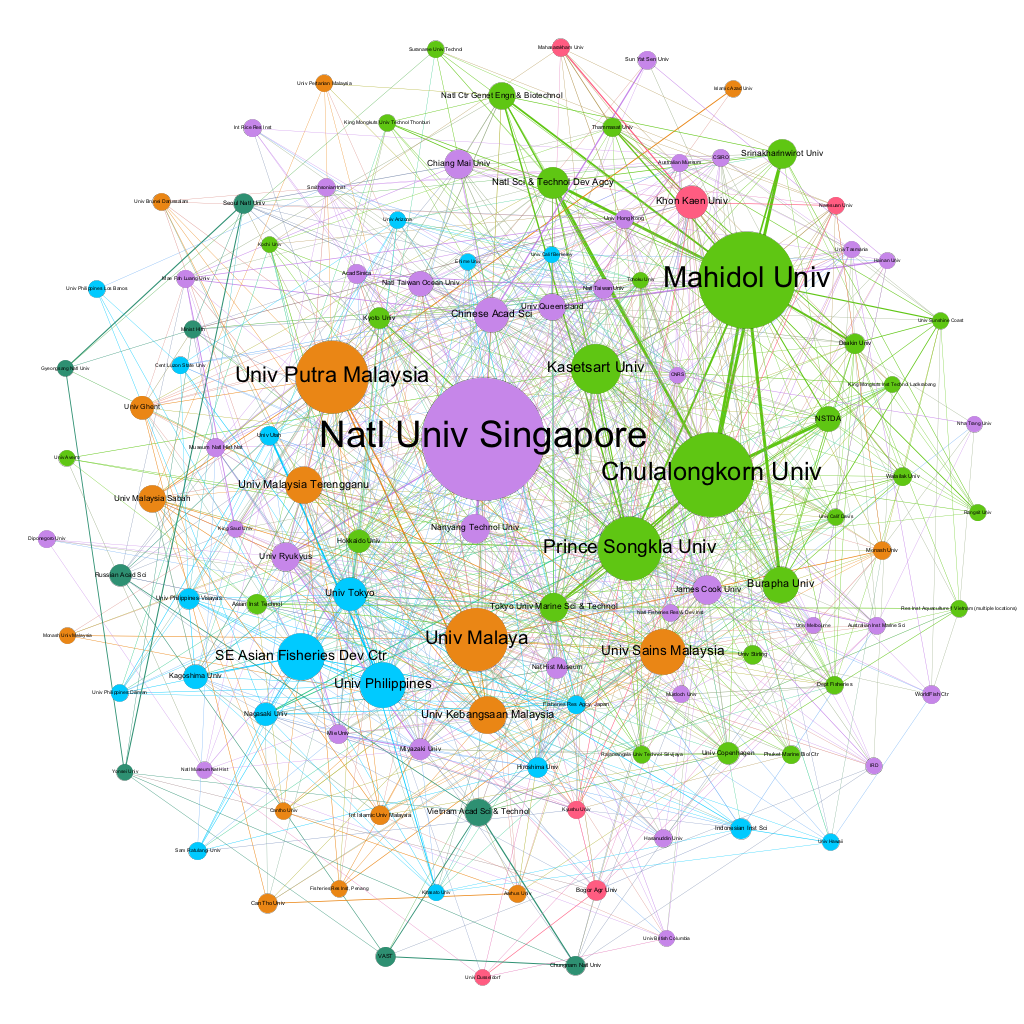 Suranaree Univ Technol
Mahasarakham Univ
Sun Yat Sen Univ
Univ Pertanian Malaysia
Islamic Azad Univ
Natl Ctr Genet Engn & Biotechnol
King Mongkuts Univ Technol Thonburi
Int Rice Res Inst
Thammasat Univ
Srinakharinwirot Univ
Chiang Mai Univ
Australian Museum
CSIRO
Natl Sci & Technol Dev Agcy
Smithsonian Inst
Univ Brunei Darussalam
Seoul Natl Univ
Khon Kaen Univ
Naresuan Univ
Univ Arizona
Univ Hong Kong
Kochi Univ
Univ Tasmania
Univ Calif Berkeley
Ehime Univ
Hainan Univ
Acad Sinica
Mae Fah Luang Univ
Mahidol Univ
Tohoku Univ
Natl Taiwan Ocean Univ
Univ Philippines Los Banos
Natl Taiwan Univ
Univ Queensland
Chinese Acad Sci
Kyoto Univ
Univ Sunshine Coast
Minist Hlth
Deakin Univ
Cent Luzon State Univ
Gyeongsang Natl Univ
Kasetsart Univ
Univ Putra Malaysia
CNRS
King Mongkuts Inst Technol Ladkrabang
Univ Ghent
NSTDA
Nha Trang Univ
Natl Univ Singapore
Univ Utah
Museum Natl Hist Nat
Univ Aveiro
Chulalongkorn Univ
Walailak Univ
Univ Malaysia Terengganu
Univ Malaysia Sabah
Rangsit Univ
Univ Calif Davis
King Saud Univ
Nanyang Technol Univ
Diponegoro Univ
Hokkaido Univ
Prince Songkla Univ
Monash Univ
Univ Ryukyus
Russian Acad Sci
Burapha Univ
James Cook Univ
Univ Tokyo
Univ Philippines Visayas
Asian Inst Technol
Tokyo Univ Marine Sci & Technol
Res Inst Aquaculture 1 Vietnam (multiple locations)
Natl Fisheries Res & Dev Inst
Univ Melbourne
Australian Inst Marine Sci
Monash Univ Malaysia
Univ Malaya
Univ Sains Malaysia
SE Asian Fisheries Dev Ctr
Univ Stirling
Nat Hist Museum
Kagoshima Univ
Univ Philippines
Dept Fisheries
Univ Philippines Diliman
Murdoch Univ
WorldFish Ctr
Fisheries Res Agcy, Japan
Nagasaki Univ
Univ Kebangsaan Malaysia
Mie Univ
Miyazaki Univ
Rajamangala Univ Technol Srivijaya
Univ Copenhagen
Phuket Marine Biol Ctr
IRD
Hiroshima Univ
Natl Museum Nat Hist
Yonsei Univ
Kyushu Univ
Vietnam Acad Sci & Technol
Int Islamic Univ Malaysia
Indonesian Inst Sci
Hasanuddin Univ
Univ Hawaii
Sam Ratulangi Univ
Fisheries Res Inst, Penang
Bogor Agr Univ
Aarhus Univ
Can Tho Univ
Univ British Columbia
VAST
Chungnam Natl Univ
Univ Dusseldorf